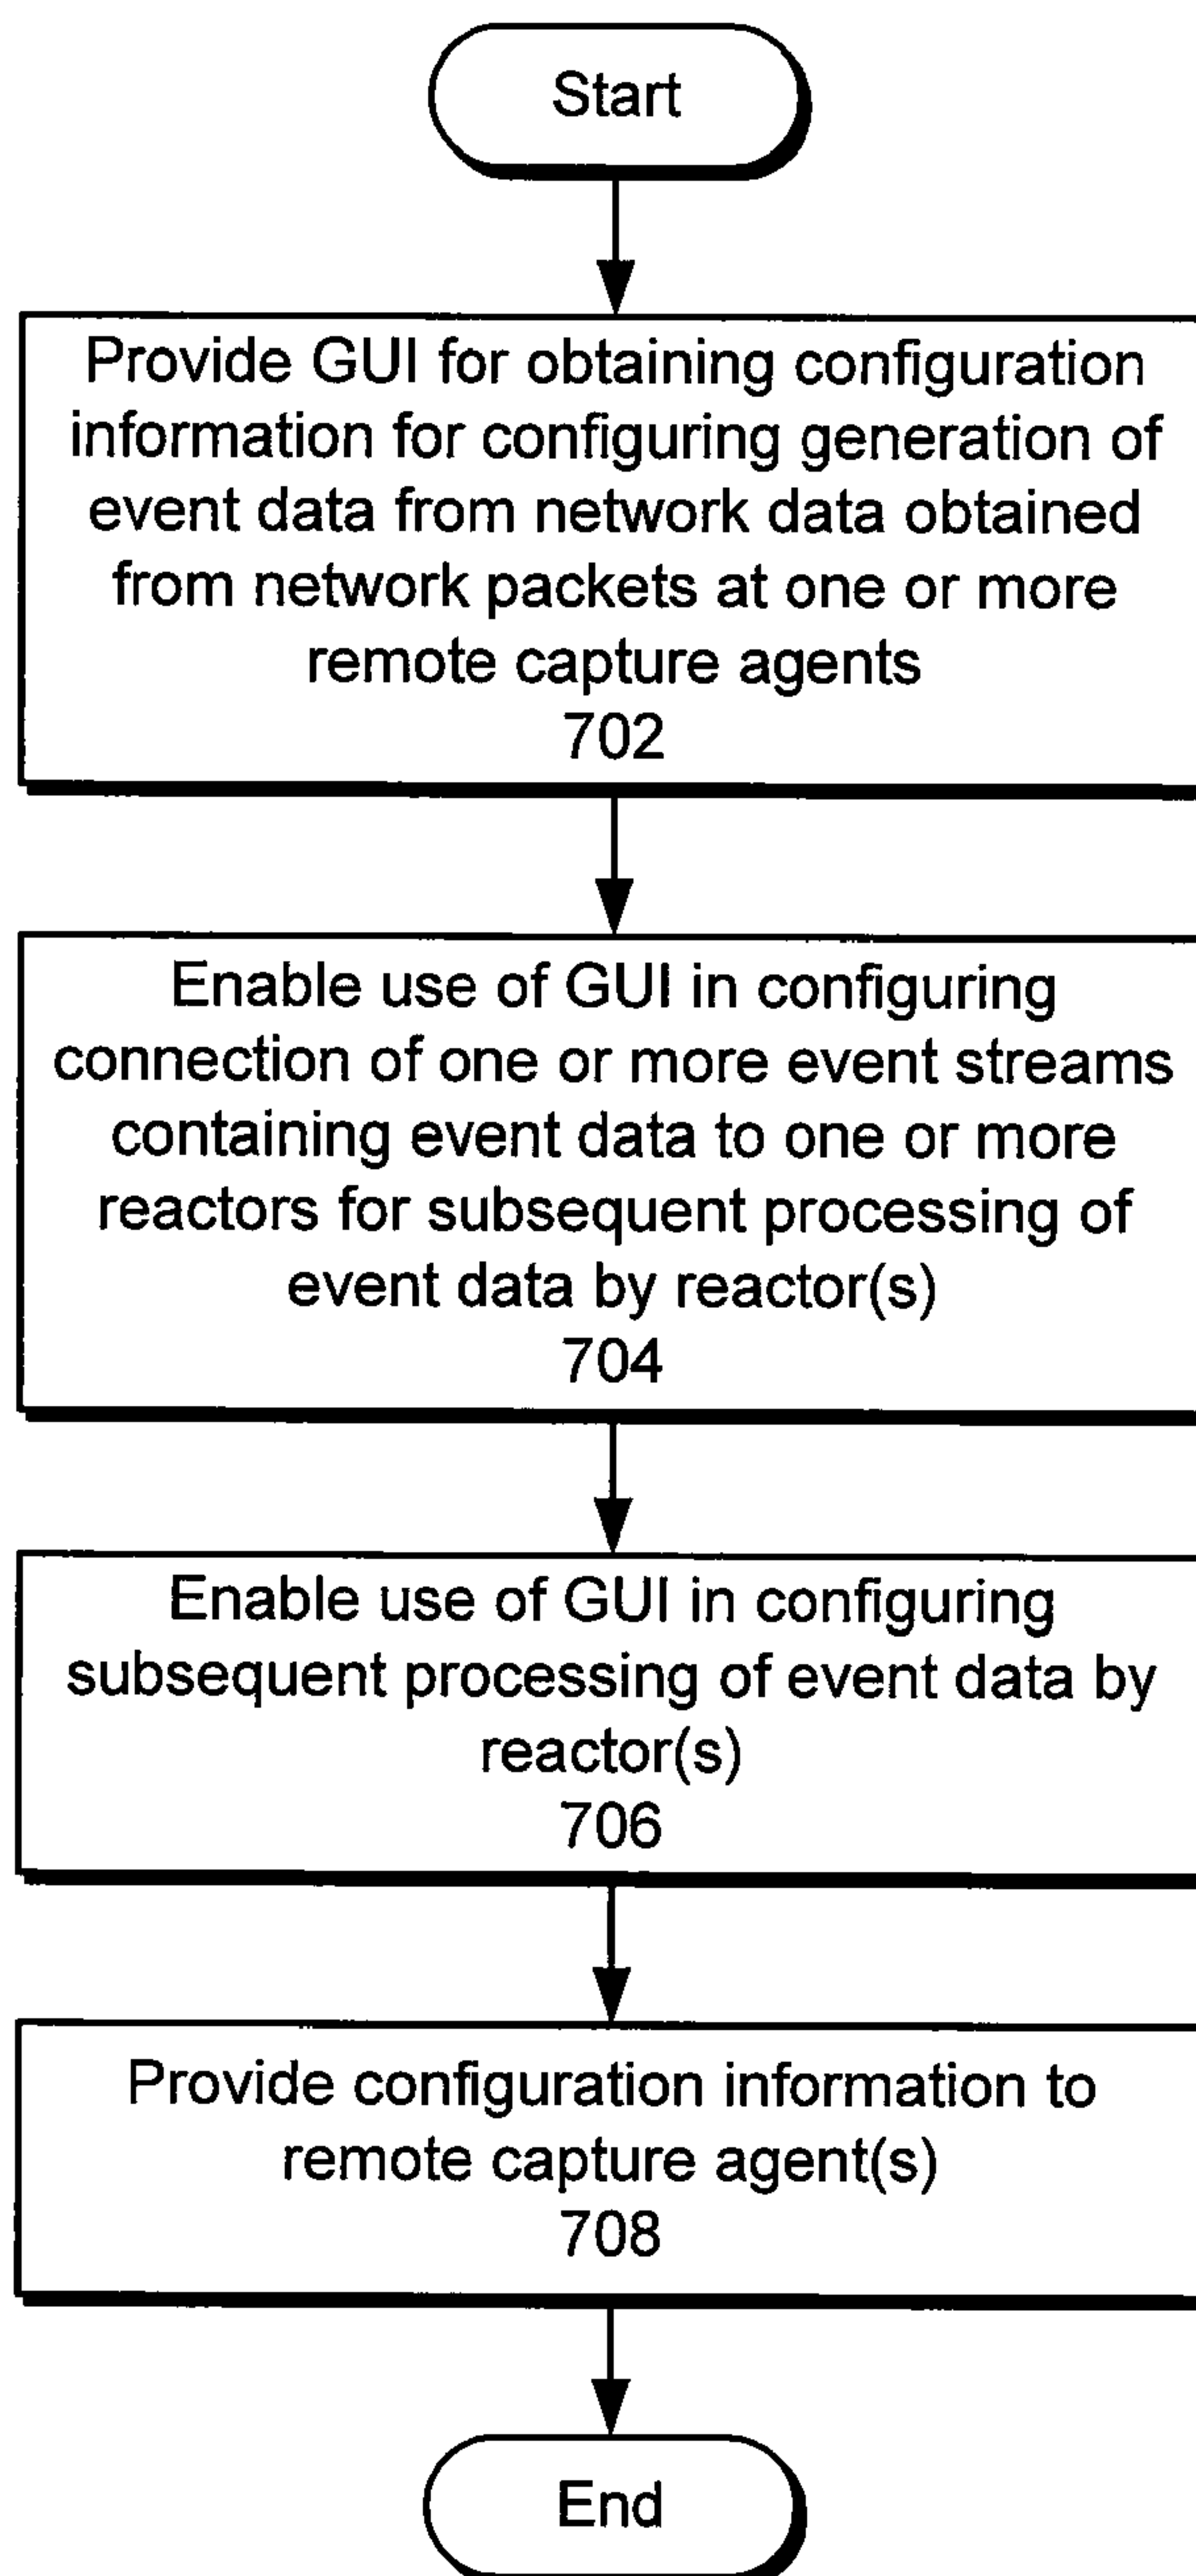 Start
Provide GUI for obtaining configuration
information for configuring generation of
event data from network data obtained
from network packets at one or more
remote capture agents
702
Enable use of GUI in configuring
connection of one or more event streams
containing event data to one or more
reactors for subsequent processing of
event data by reactor(s)
704
Enable use of GUI in configuring
subsequent processing of event data by
reactor(s)
706
Provide configuration information to
remote capture agent(s)
708
End